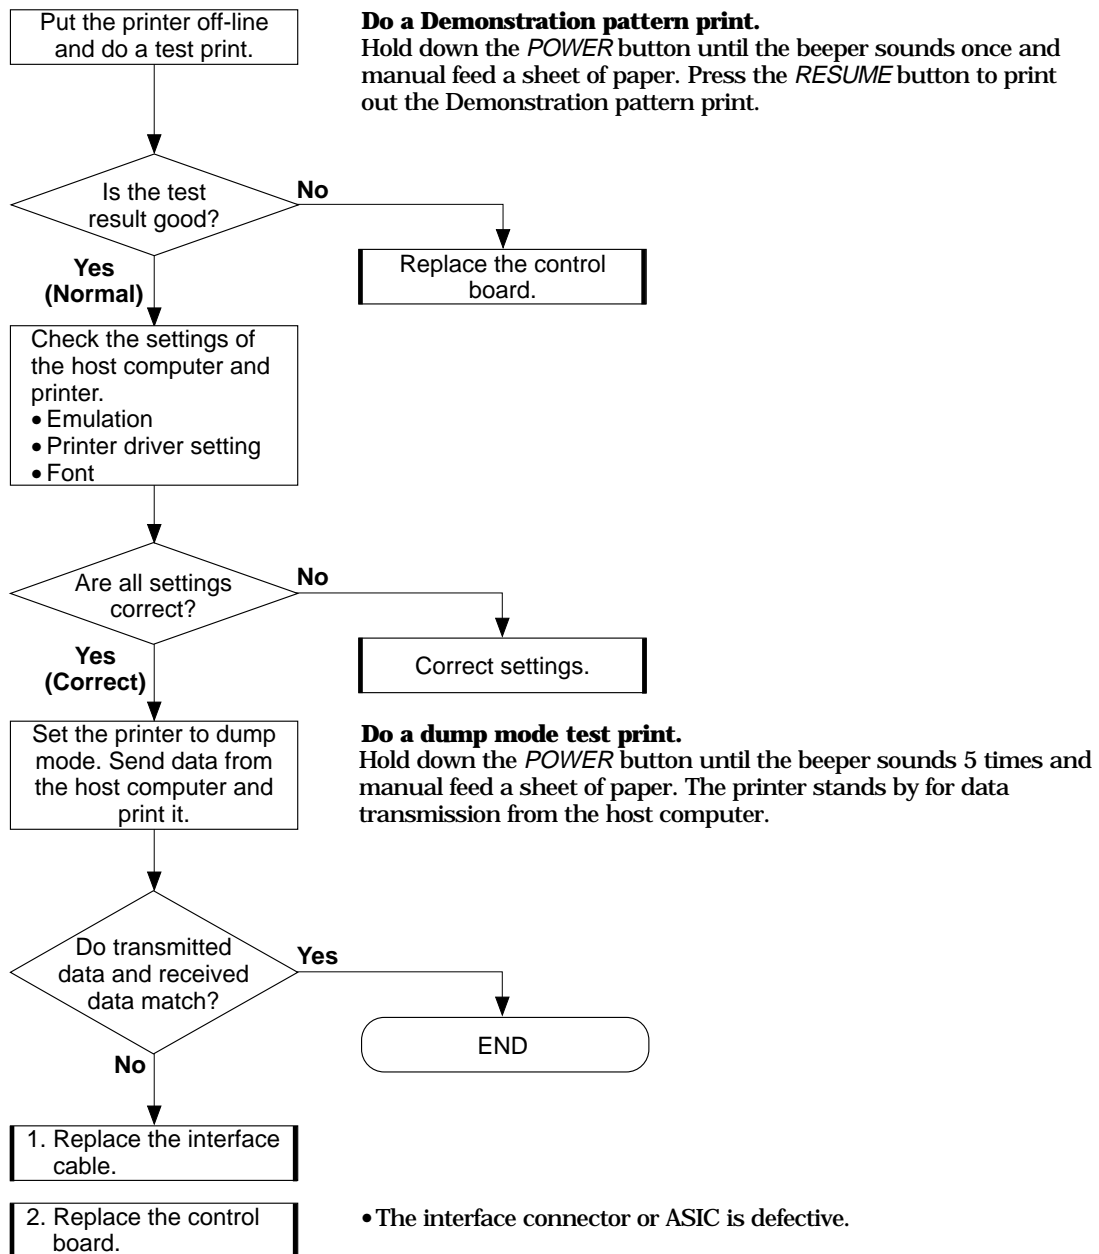 Put the printer off-line
and do a test print.
Do a Demonstration pattern print.
Hold down the POWER button until the beeper sounds once and
manual feed a sheet of paper. Press the RESUME button to print
out the Demonstration pattern print.
Is the test
result good?
No
Yes
(Normal)
Replace the control
board.
Check the settings of
the host computer and
printer.
• Emulation
• Printer driver setting
• Font
Are all settings
correct?
No
Yes
(Correct)
Correct settings.
Set the printer to dump
mode. Send data from
the host computer and
print it.
Do a dump mode test print.
Hold down the POWER button until the beeper sounds 5 times and
manual feed a sheet of paper. The printer stands by for data
transmission from the host computer.
Do transmitted
data and received
data match?
Yes
No
END
1. Replace the interface
cable.
2. Replace the control
board.
• The interface connector or ASIC is defective.